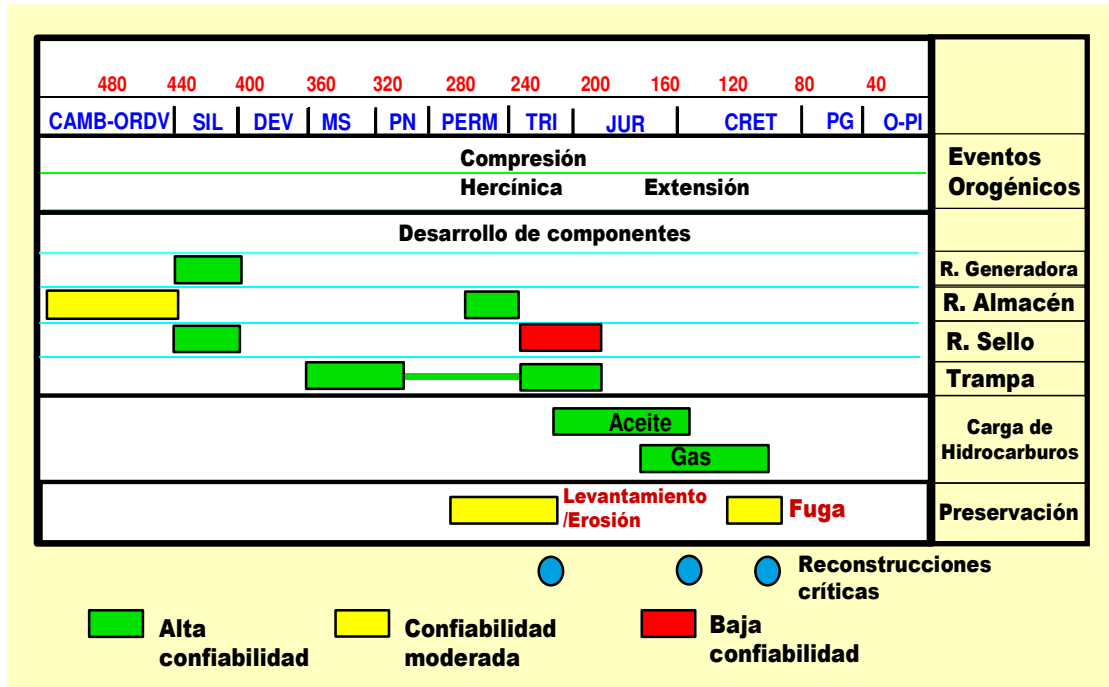 480 440 400 360 320 280 240 200 160 120 80 40
CAMB-ORDV SIL DEV MS PN PERM TRI JUR CRET PG O-PI
Compresión
Hercínica Extensión
Eventos
Orogénicos
Desarrollo de componentes
R. Generadora
R. Almacén
R. Sello
Trampa
Aceite
Gas
Carga de
Hidrocarburos
Levantamiento
/Erosión
Fuga
Preservación
Reconstrucciones
críticas
Alta
confiabilidad
Confiabilidad
moderada
Baja
confiabilidad